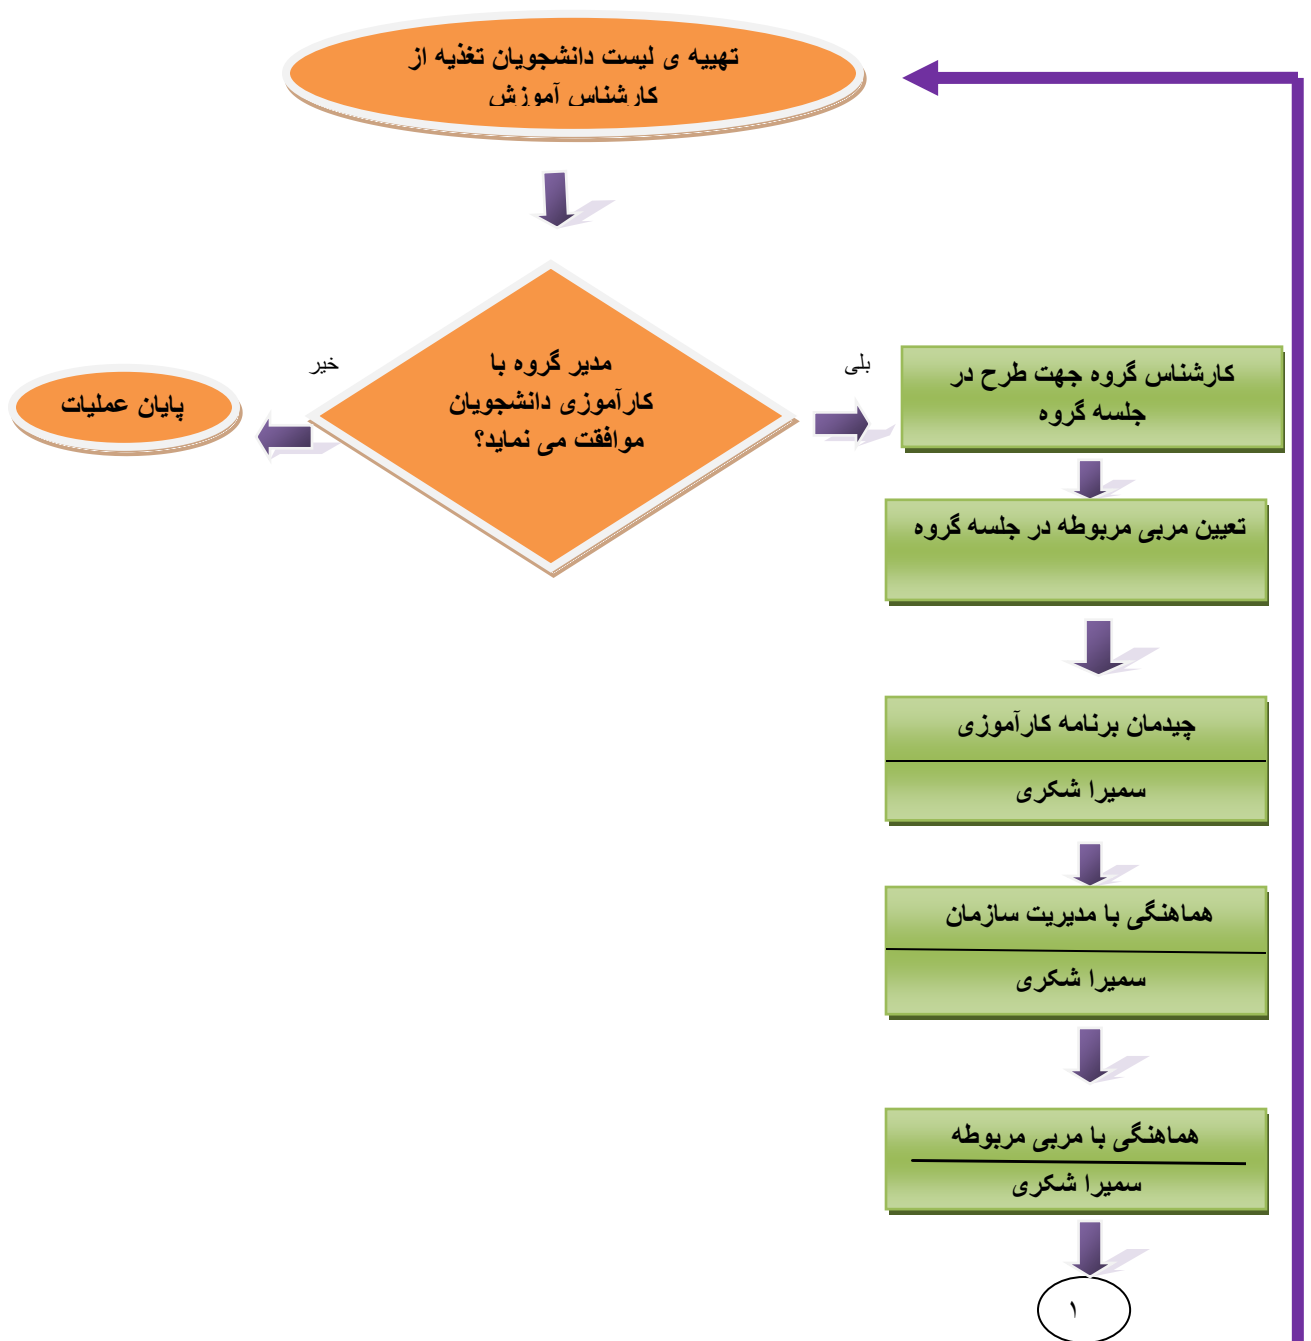 تهییه ی لیست دانشجویان تغذیه از
کارشناس آموزش
مدیر گروه با
کارآموزی دانشجویان
موافقت می نماید؟
خیر
پایان عملیات
بلی
کارشناس گروه جهت طرح در
جلسه گروه
تعیین مربی مربوطه در جلسه گروه
چیدمان برنامه کارآموزی
سمیرا شکری
هماهنگی با مدیریت سازمان
سمیرا شکری
هماهنگی با مربی مربوطه
سمیرا شکری
۱